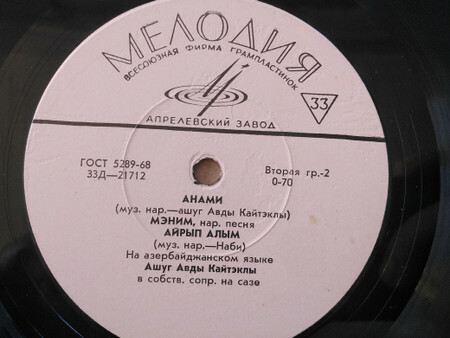 МЕЛОДИЯ
ВСЕСОЮЗНАЯ ФИРМА ГРАМПЛАСТИНОК
33
АПРЕЛЕВСКИЙ ЗАВОД
ГОСТ 5289-68
33Д—21712
Вторая гр.-2
0-70
АНАМИ
(муз. нар.—ашуг Авды Кайтэклы)
МЭНИМ, нар. песня
АЙРЫП АЛЫМ
(муз. нар.—Наби)
На азербайджанском языке
Ашуг Авды Кайтэклы
в собств. сопр. на сазе